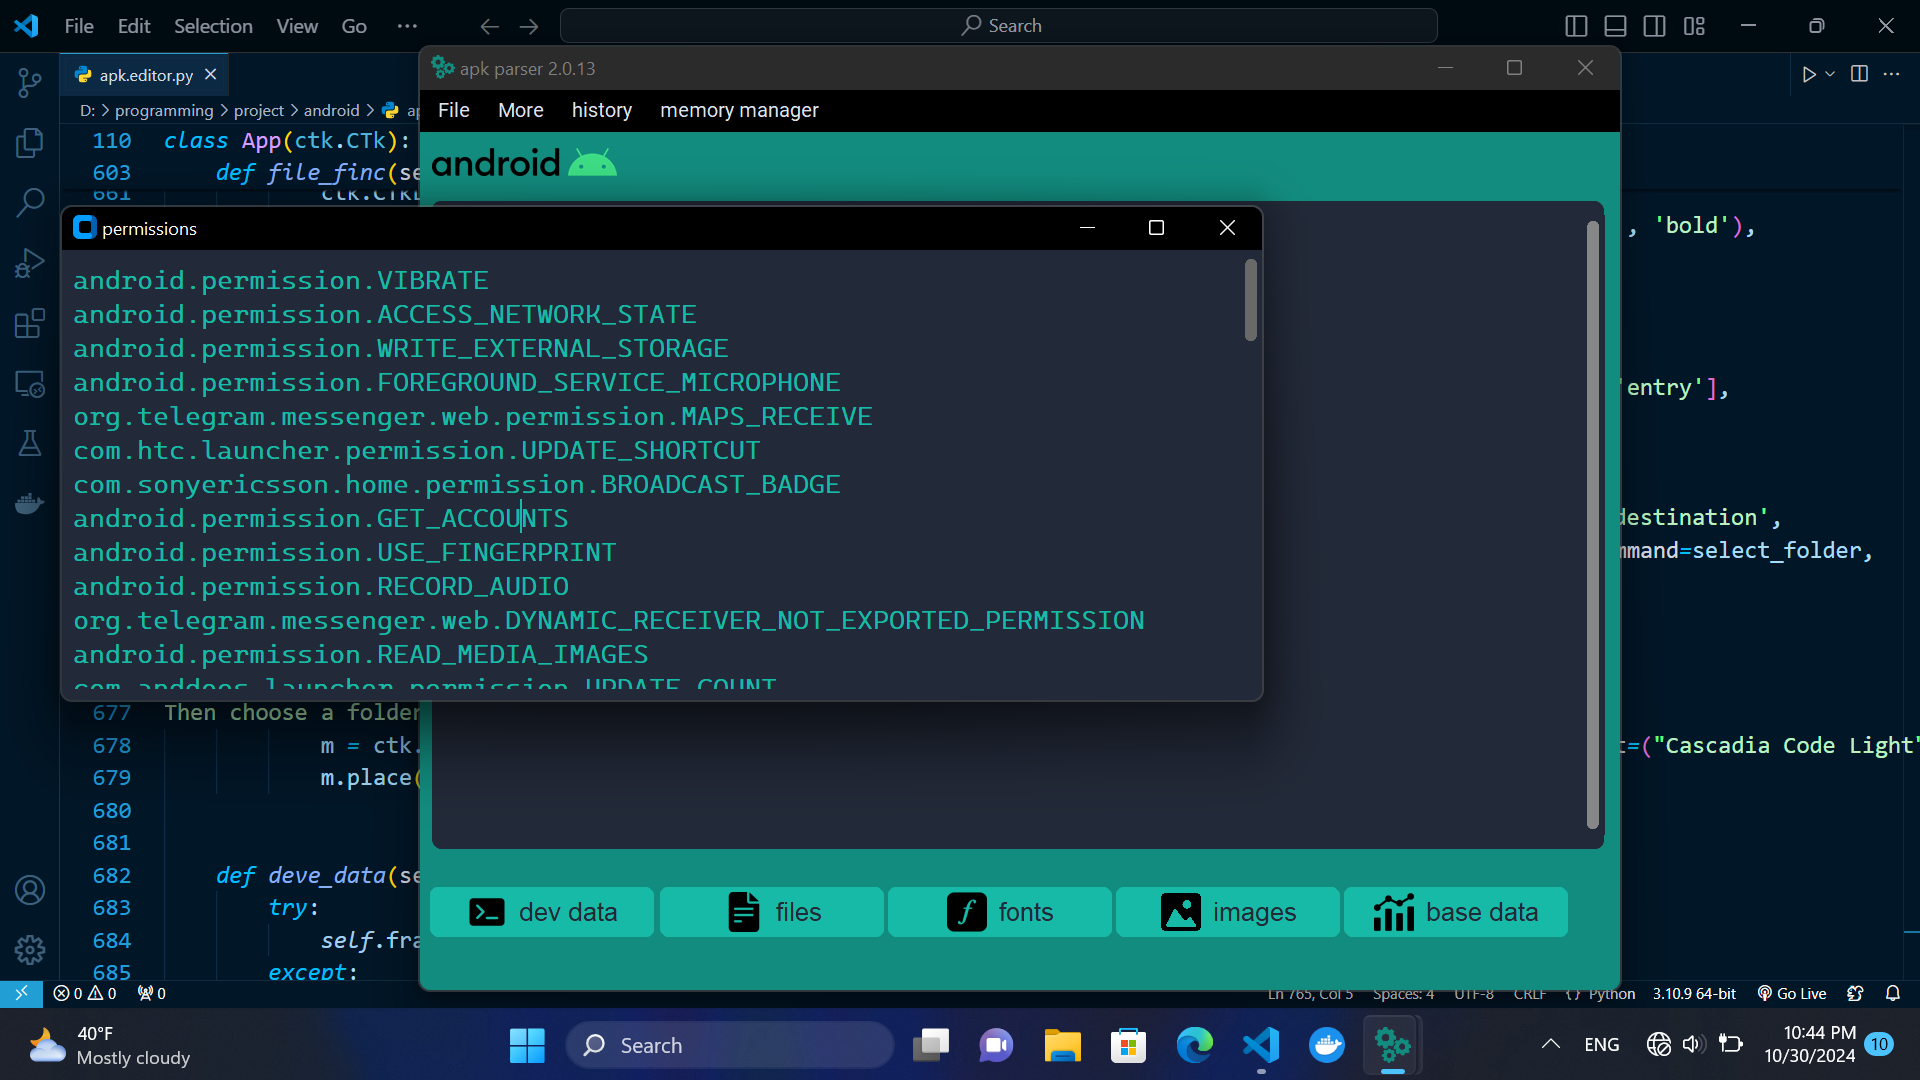 File Edit Selection View Go ···
Search
apk.editor.py
D: > programming > project > android >
110 class App(ctk.CTk):
603 def file_finc(
661
apk parser 2.0.13
File More history memory manager
android
permissions
android.permission.VIBRATE
android.permission.ACCESS_NETWORK_STATE
android.permission.WRITE_EXTERNAL_STORAGE
android.permission.FOREGROUND_SERVICE_MICROPHONE
org.telegram.messenger.web.permission.MAPS_RECEIVE
com.htc.launcher.permission.UPDATE_SHORTCUT
com.sonyericsson.home.permission.BROADCAST_BADGE
android.permission.GET_ACCOUNTS
android.permission.USE_FINGERPRINT
android.permission.RECORD_AUDIO
org.telegram.messenger.web.DYNAMIC_RECEIVER_NOT_EXPORTED_PERMISSION
android.permission.READ_MEDIA_IMAGES
com.anddoes.launcher.permission.UPDATE_COUNT
, 'bold'),
'entry'],
destination',
mmand=select_folder,
t=("Cascadia Code Light"
677 Then choose a folder
678 m = ctk.
679 m.place(
680
681
682 def deve_data(se
683 try:
684 self.fra
685 except:
dev data
files
fonts
images
base data
0 0 0
Ln 765, Col 5 Spaces: 4 UTF-8 CRLF {} Python 3.10.9 64-bit Go Live
40°F
Mostly cloudy
Search
ENG
10:44 PM
10/30/2024
10